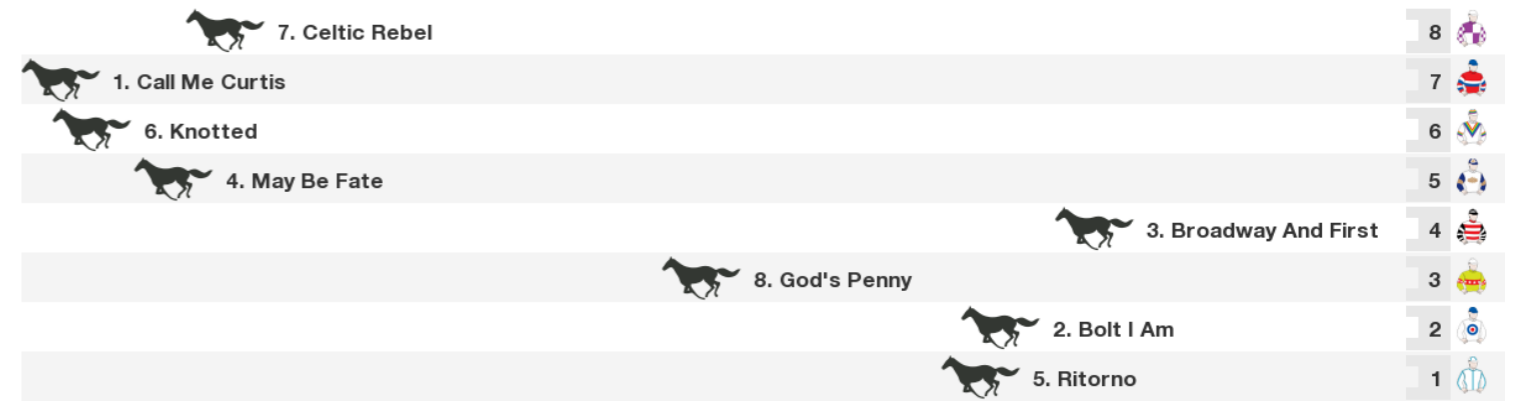 7. Celtic Rebel 8
1. Call Me Curtis 7
6. Knotted 6
4. May Be Fate 5
3. Broadway And First 4
8. God's Penny 3
2. Bolt I Am 2
5. Ritorno 1